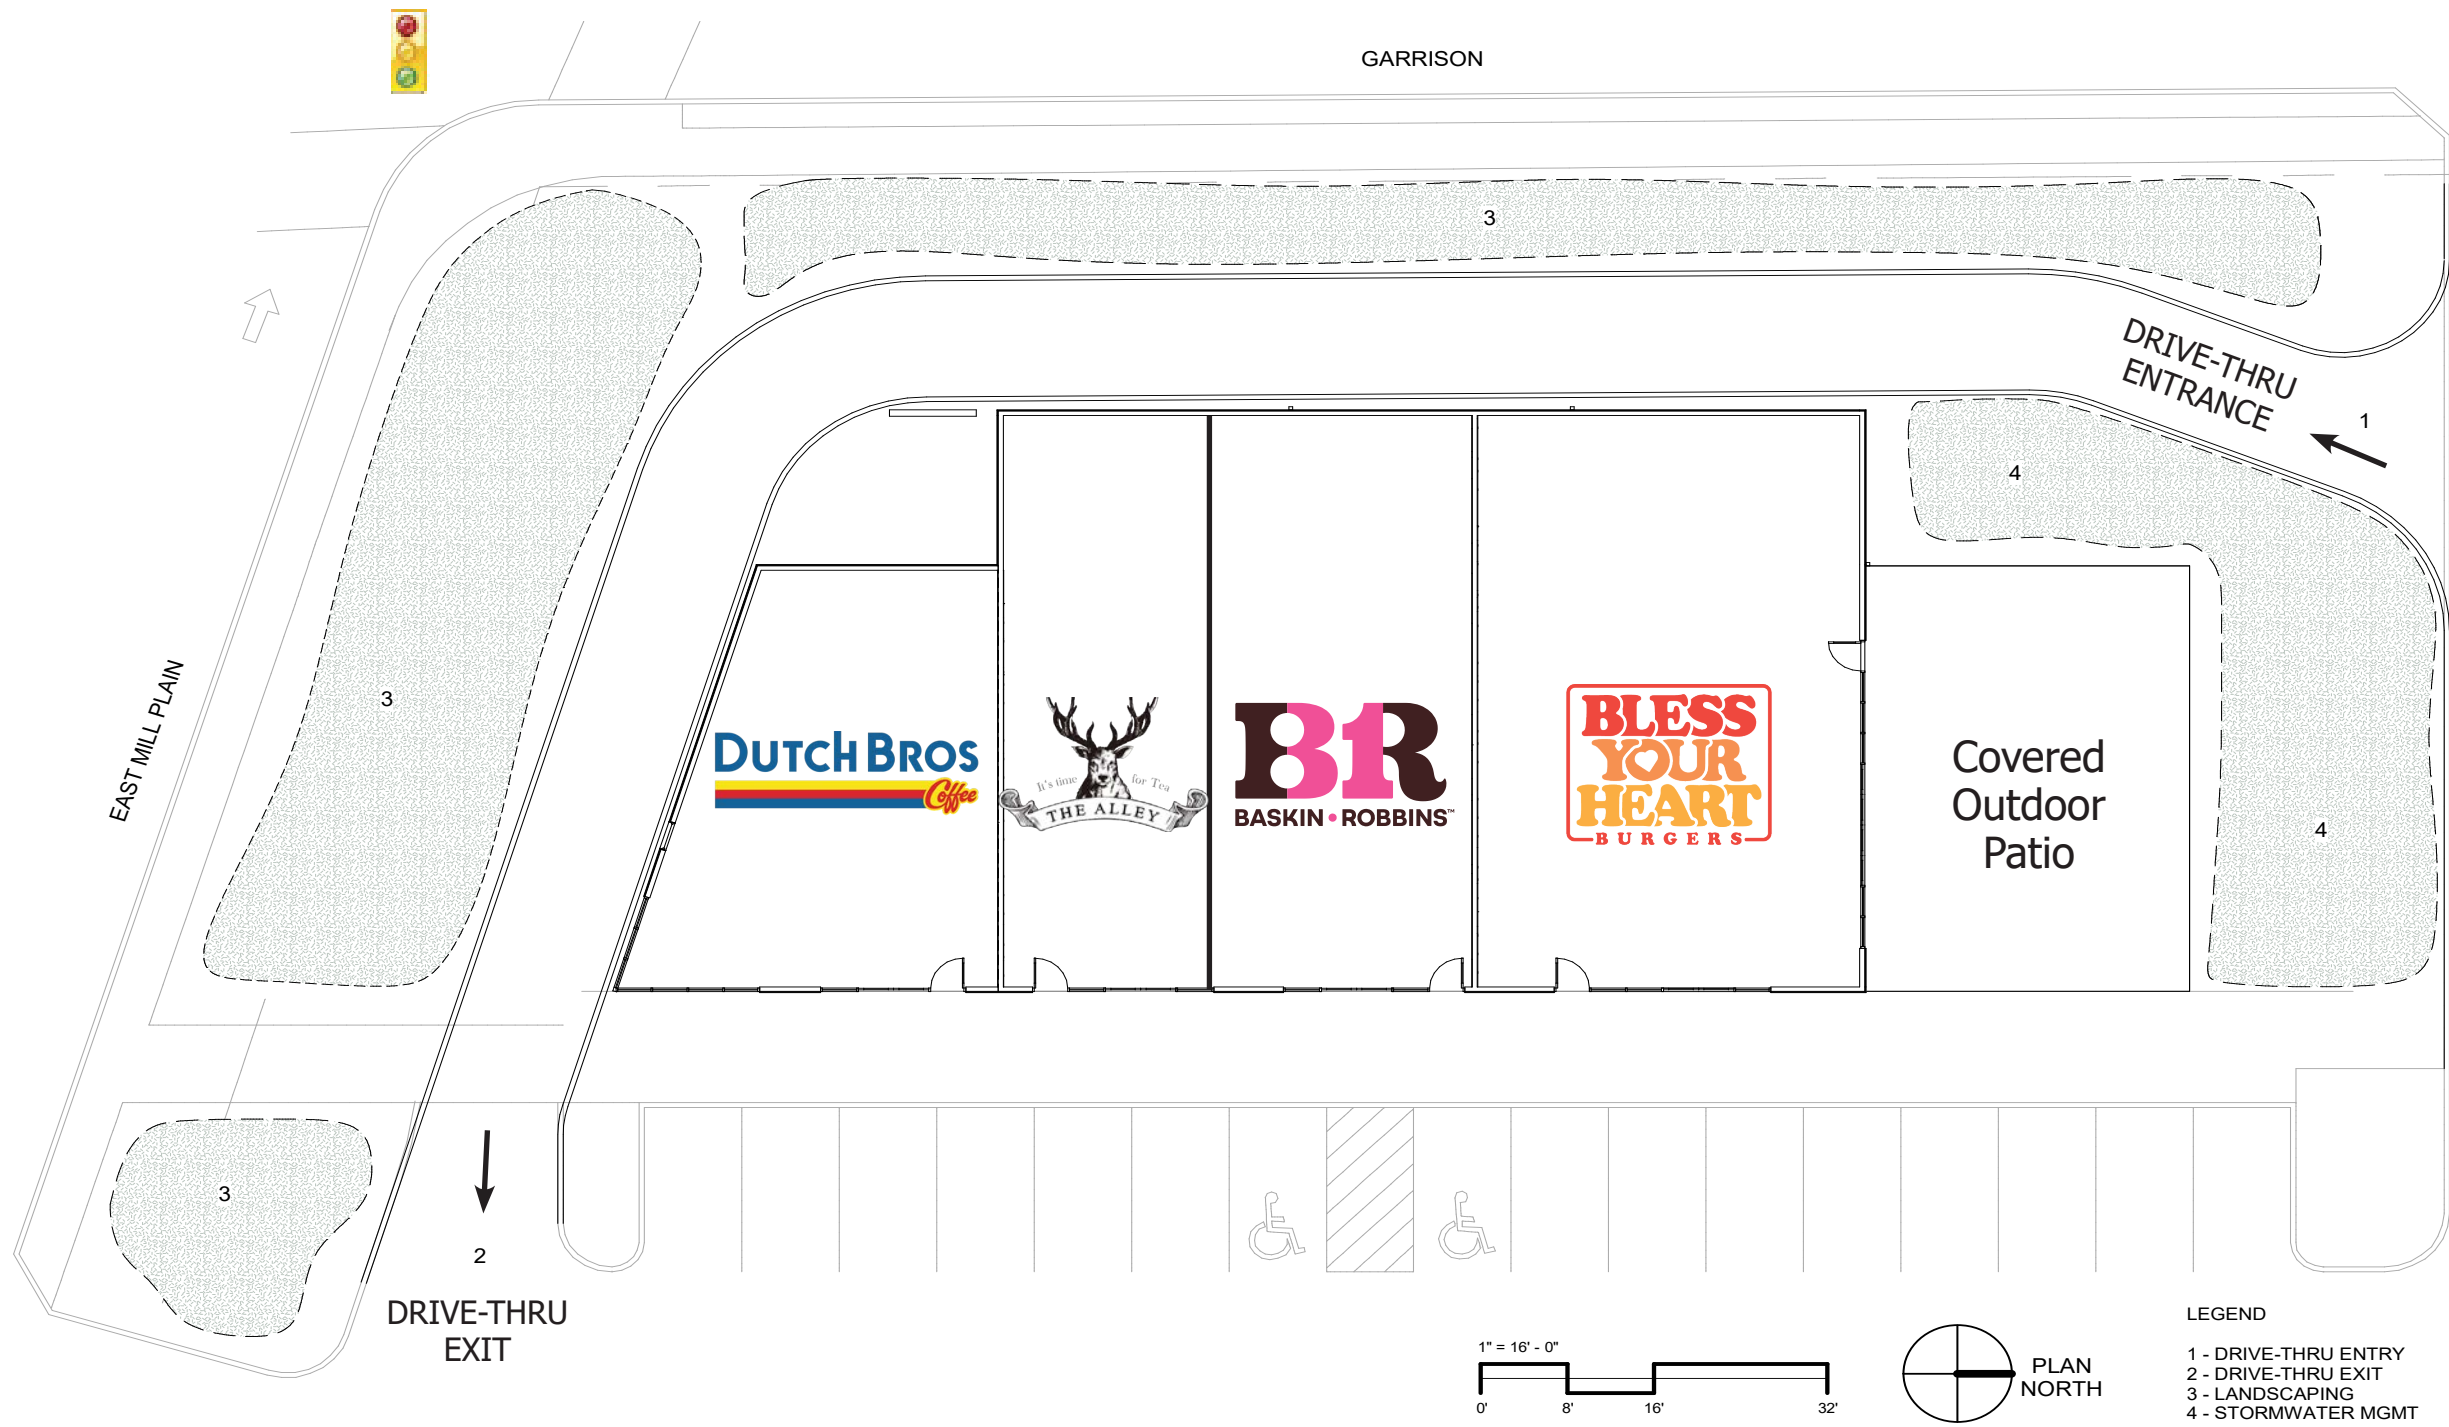 GARRISON
3
DRIVE-THRU
ENTRANCE
1
4
EAST MILL PLAIN
3
DUTCH BROS
Coffee
It's time for Tea
THE ALLEY
BR
BASKIN • ROBBINS™
BLESS
YOUR
HEART
BURGERS
Covered
Outdoor
Patio
4
3
2
DRIVE-THRU
EXIT
1" = 16' - 0"
0' 8' 16' 32'
PLAN
NORTH
LEGEND
1 - DRIVE-THRU ENTRY
2 - DRIVE-THRU EXIT
3 - LANDSCAPING
4 - STORMWATER MGMT